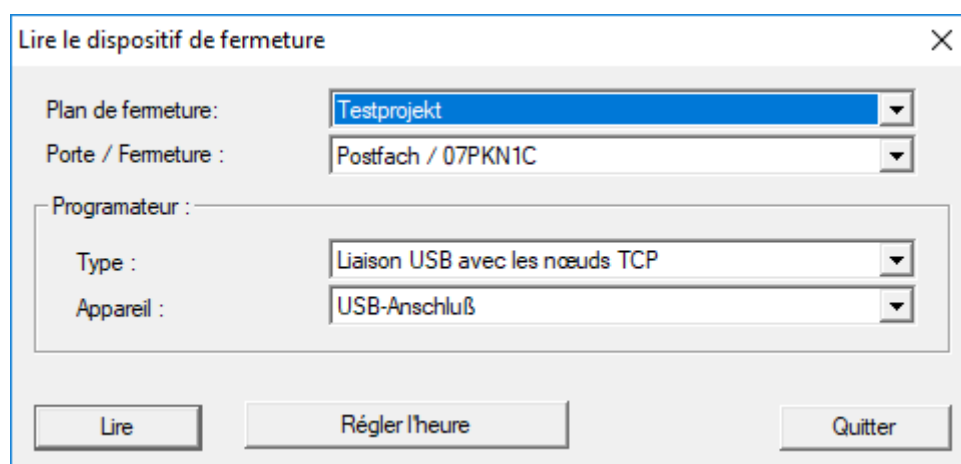 Lire le dispositif de fermeture
Plan de fermeture: Testprojekt
Porte / Fermeture : Postfach / 07PKN1C
Programateur :
Type : Liaison USB avec les nœuds TCP
Appareil : USB-Anschluß
Lire Régler l'heure Quitter